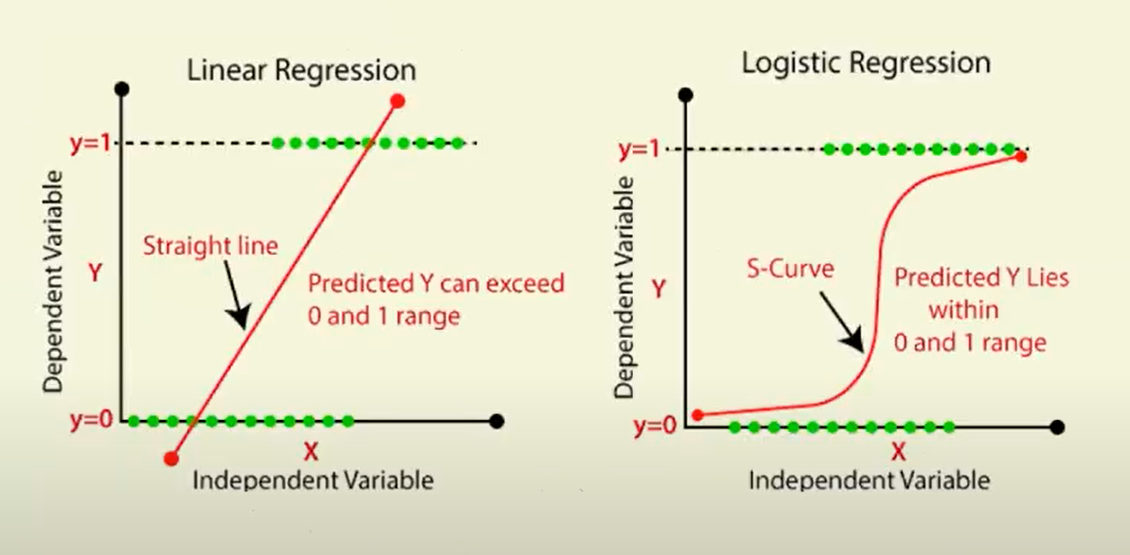 Linear Regression
y=1
Dependent Variable
Y
Straight line
Predicted Y can exceed
0 and 1 range
y=0
X
Independent Variable
Logistic Regression
y=1
Dependent Variable
Y
S-Curve
Predicted Y Lies
within
0 and 1 range
y=0
X
Independent Variable